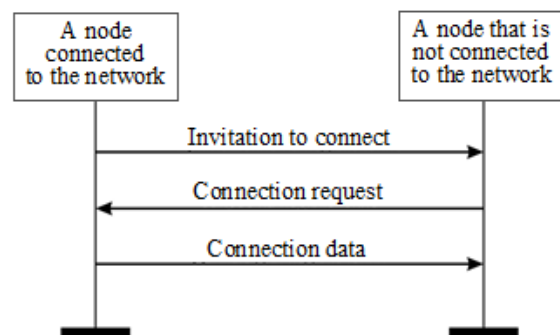 A node
connected
to the network
A node that is
not connected
to the network
Invitation to connect
Connection request
Connection data